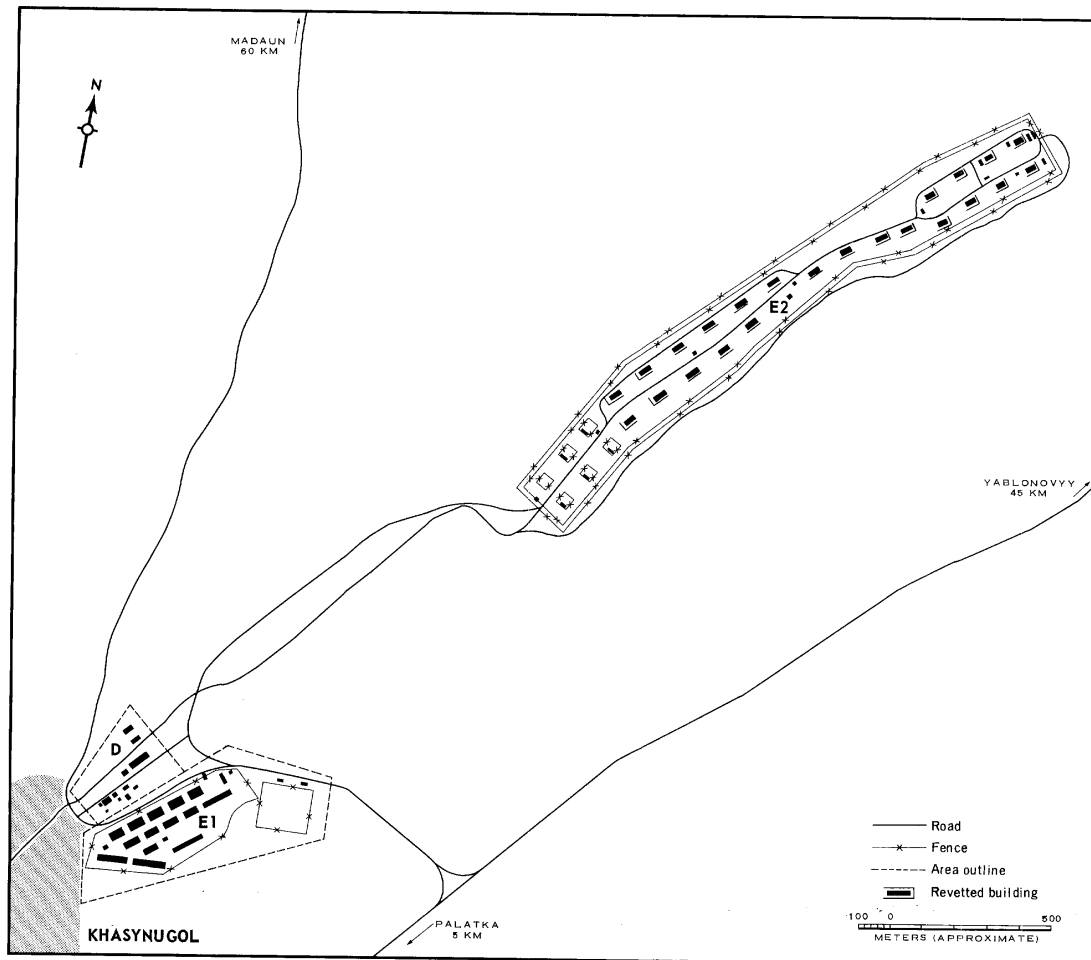 MADAUN
60 KM
N
E2
YABLONOVYY
45 KM
D
E1
KHASYNUGOL
PALATKA
5 KM
Road
Fence
Area outline
Revetted building
100 0 500
METERS (APPROXIMATE)